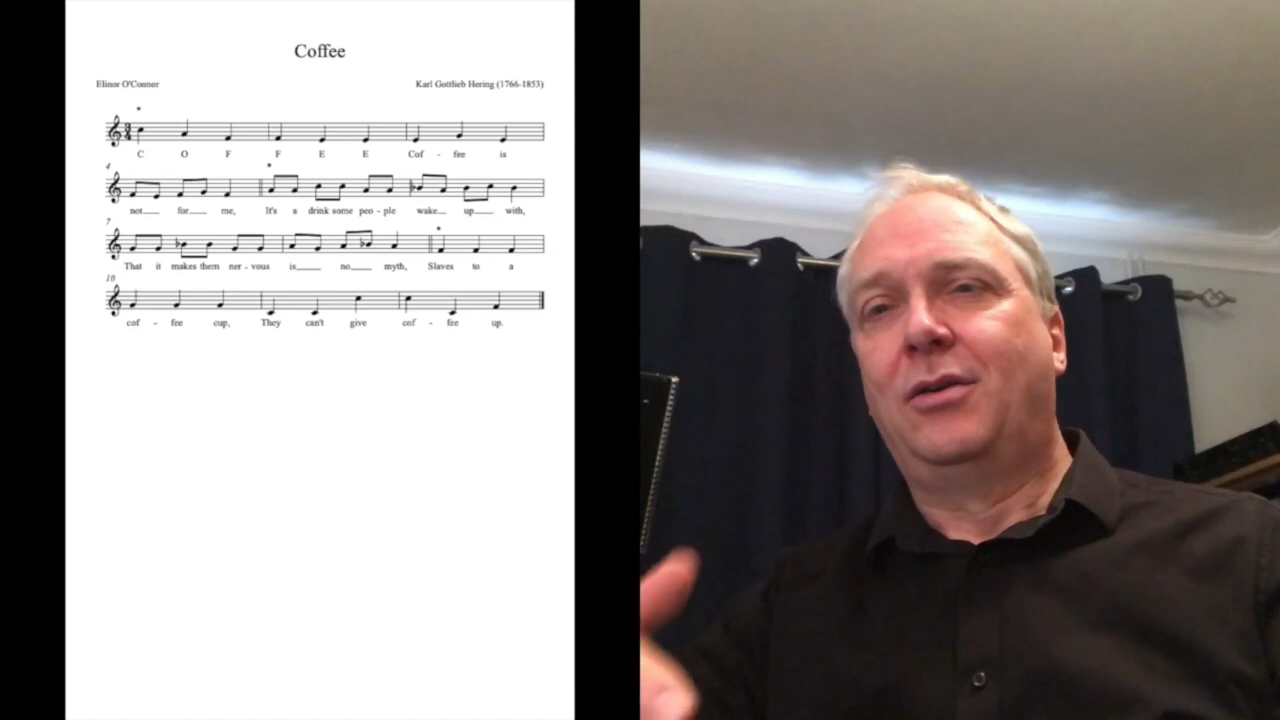 Coffee
Elinor O'Connor
Karl Gottlieb Hering (1766-1853)
*
3
4
C O F F E E Cof - fee is
4
*
not for me, It's a drink some peo - ple wake up with,
7
*
That it makes them ner - vous is no myth, Slaves to a
10
cof - fee cup, They can't give cof - fee up.